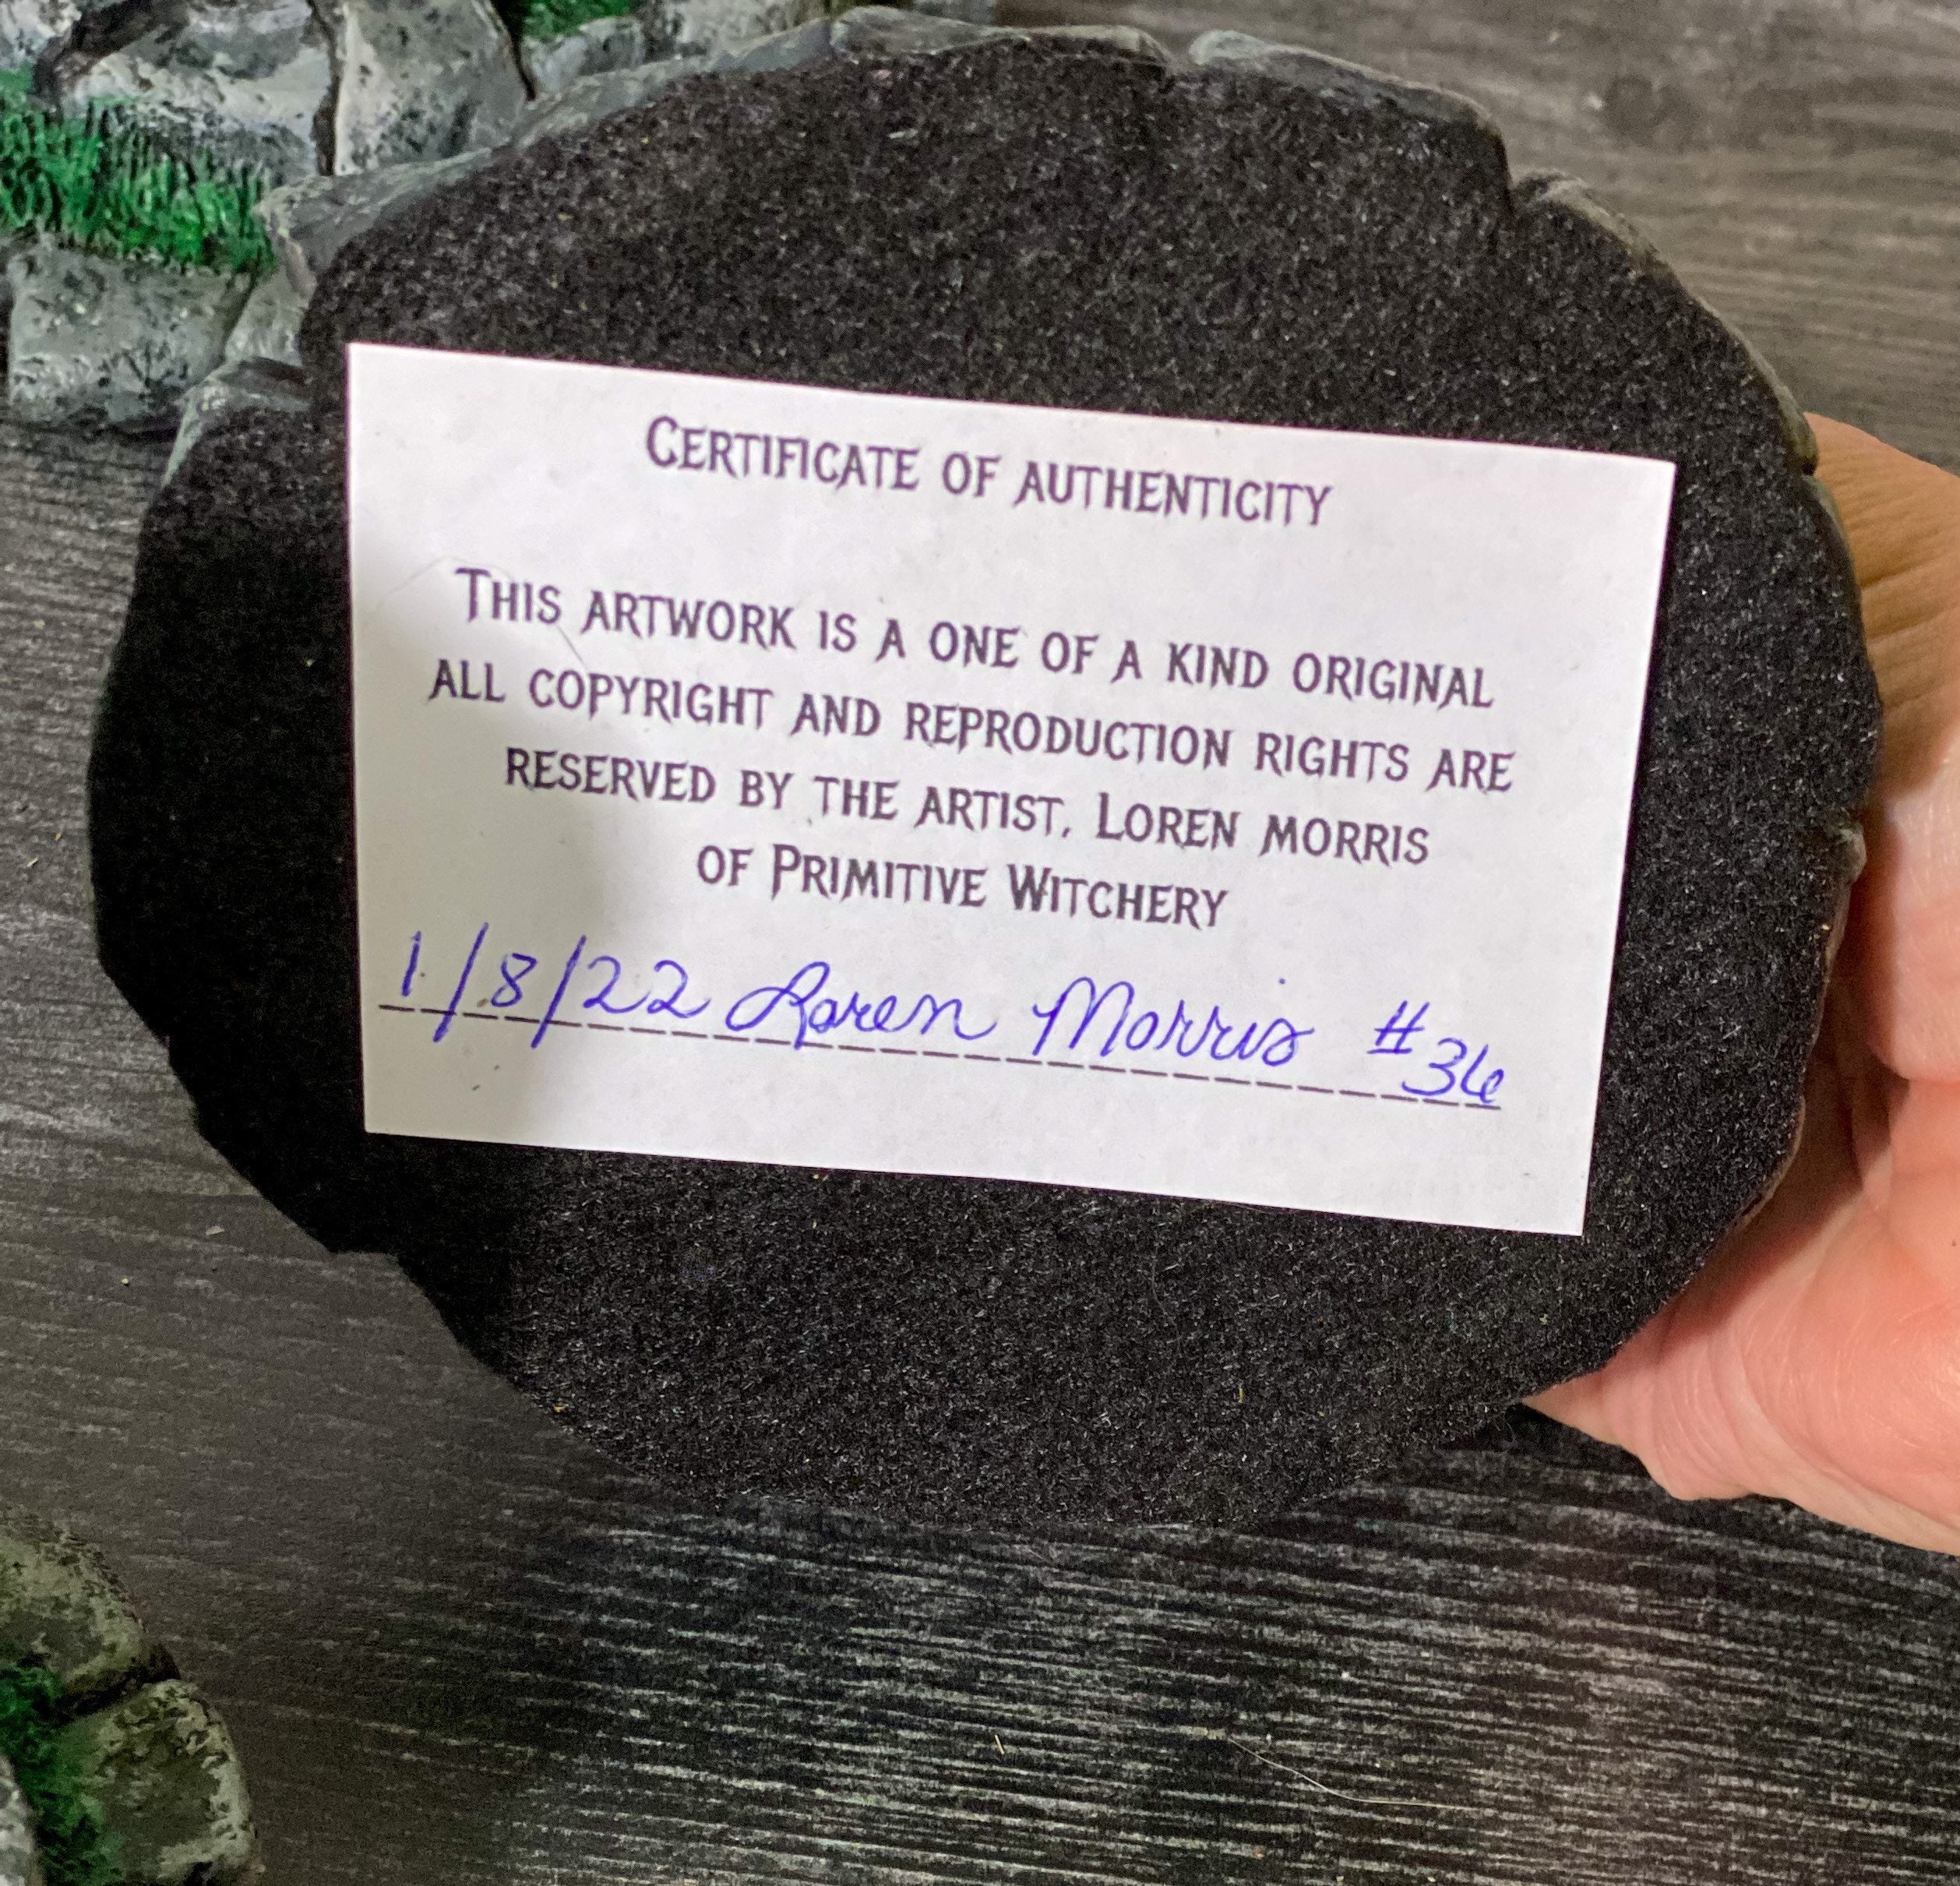 Certificate of authenticity
This artwork is a one of a kind original
all copyright and reproduction rights are
reserved by the artist, Loren Morris
of Primitive Witchery
1/8/22 Loren Morris #36